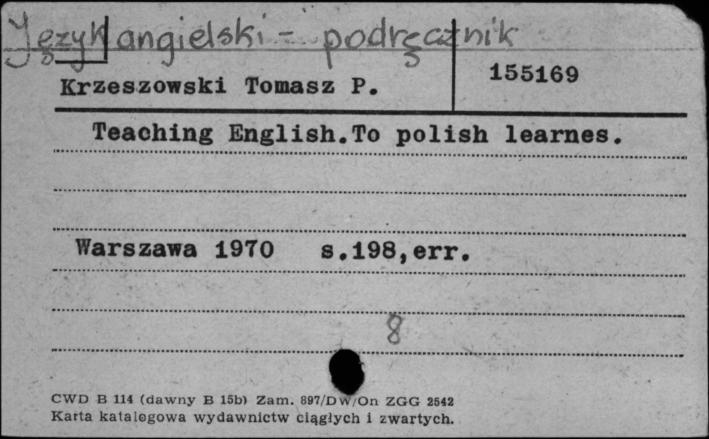 Język angielski - podręcznik
Krzeszowski Tomasz P.
155169
Teaching English.To polish learnes.
Warszawa 1970 s.198,err.
8
CWD B 114 (dawny B 15b) Zam. 897/DW/On ZGG 2542
Karta katalogowa wydawnictw ciągłych i zwartych.